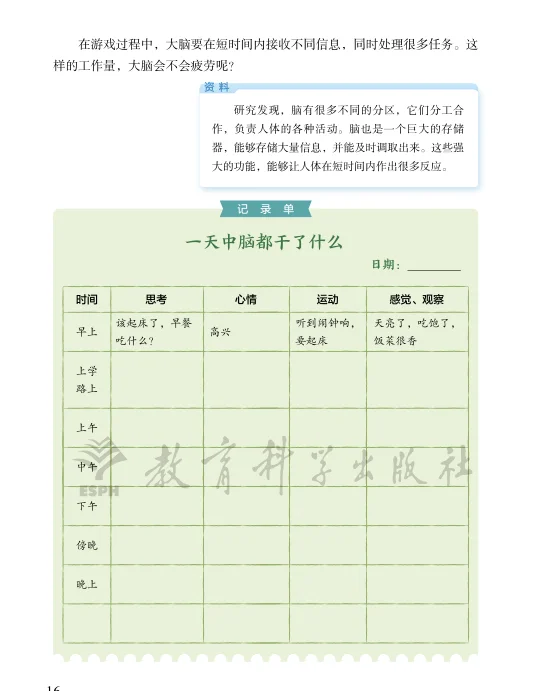 在游戏过程中，大脑要在短时间内接收不同信息，同时处理很多任务。这
样的工作量，大脑会不会疲劳呢？
资料
研究发现，脑有很多不同的分区，它们分工合
作，负责人体的各种活动。脑也是一个巨大的存储
器，能够存储大量信息，并能及时调取出来。这些强
大的功能，能够让人体在短时间内作出很多反应。
记录单
一天中脑都干了什么
日期：
时间 思考 心情 运动 感觉、观察
早上 该起床了，早餐吃什么？ 高兴 听到闹钟响，要起床 天亮了，吃饱了，饭菜很香
上学
路上
上午
中午
下午
傍晚
晚上
ESPH 教育科学出版社
16